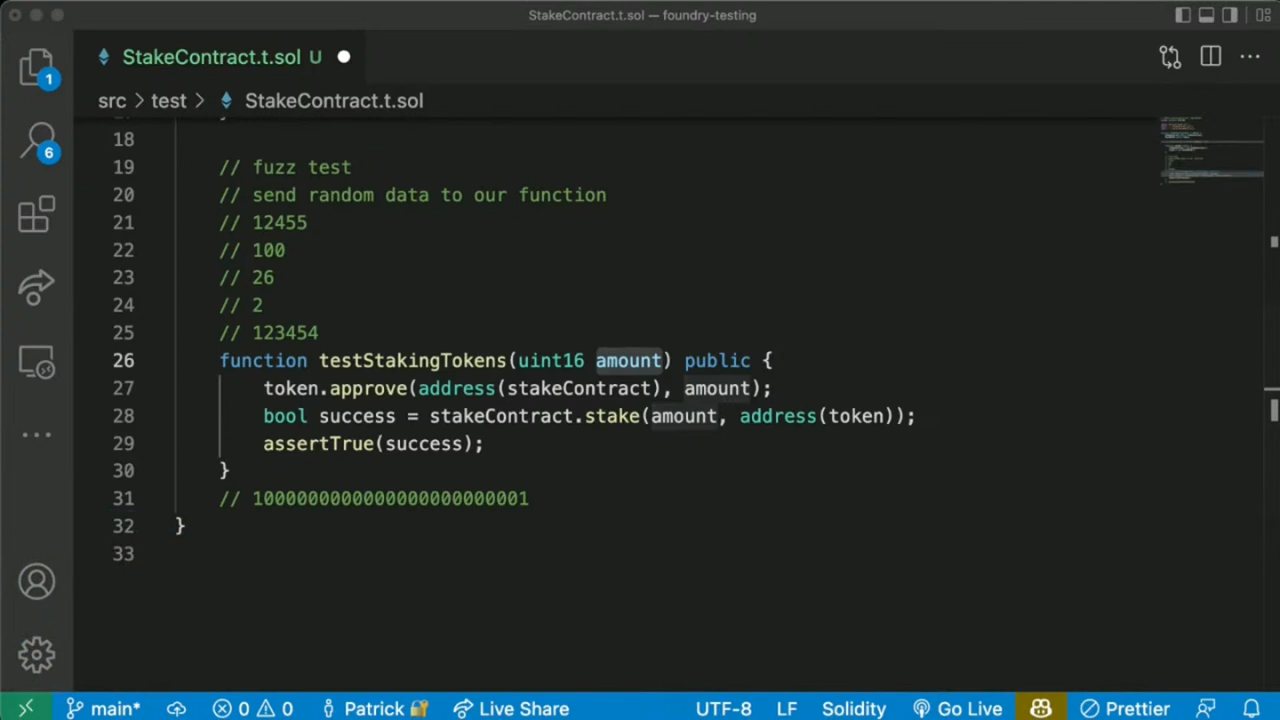 StakeContract.t.sol — foundry-testing
StakeContract.t.sol U
src > test > StakeContract.t.sol
1
6
18
19 // fuzz test
20 // send random data to our function
21 // 12455
22 // 100
23 // 26
24 // 2
25 // 123454
26 function testStakingTokens(uint16 amount) public {
27 token.approve(address(stakeContract), amount);
28 bool success = stakeContract.stake(amount, address(token));
29 assertTrue(success);
30 }
31 // 1000000000000000000000001
32 }
33
main* 0 0 Patrick Live Share UTF-8 LF Solidity Go Live Prettier